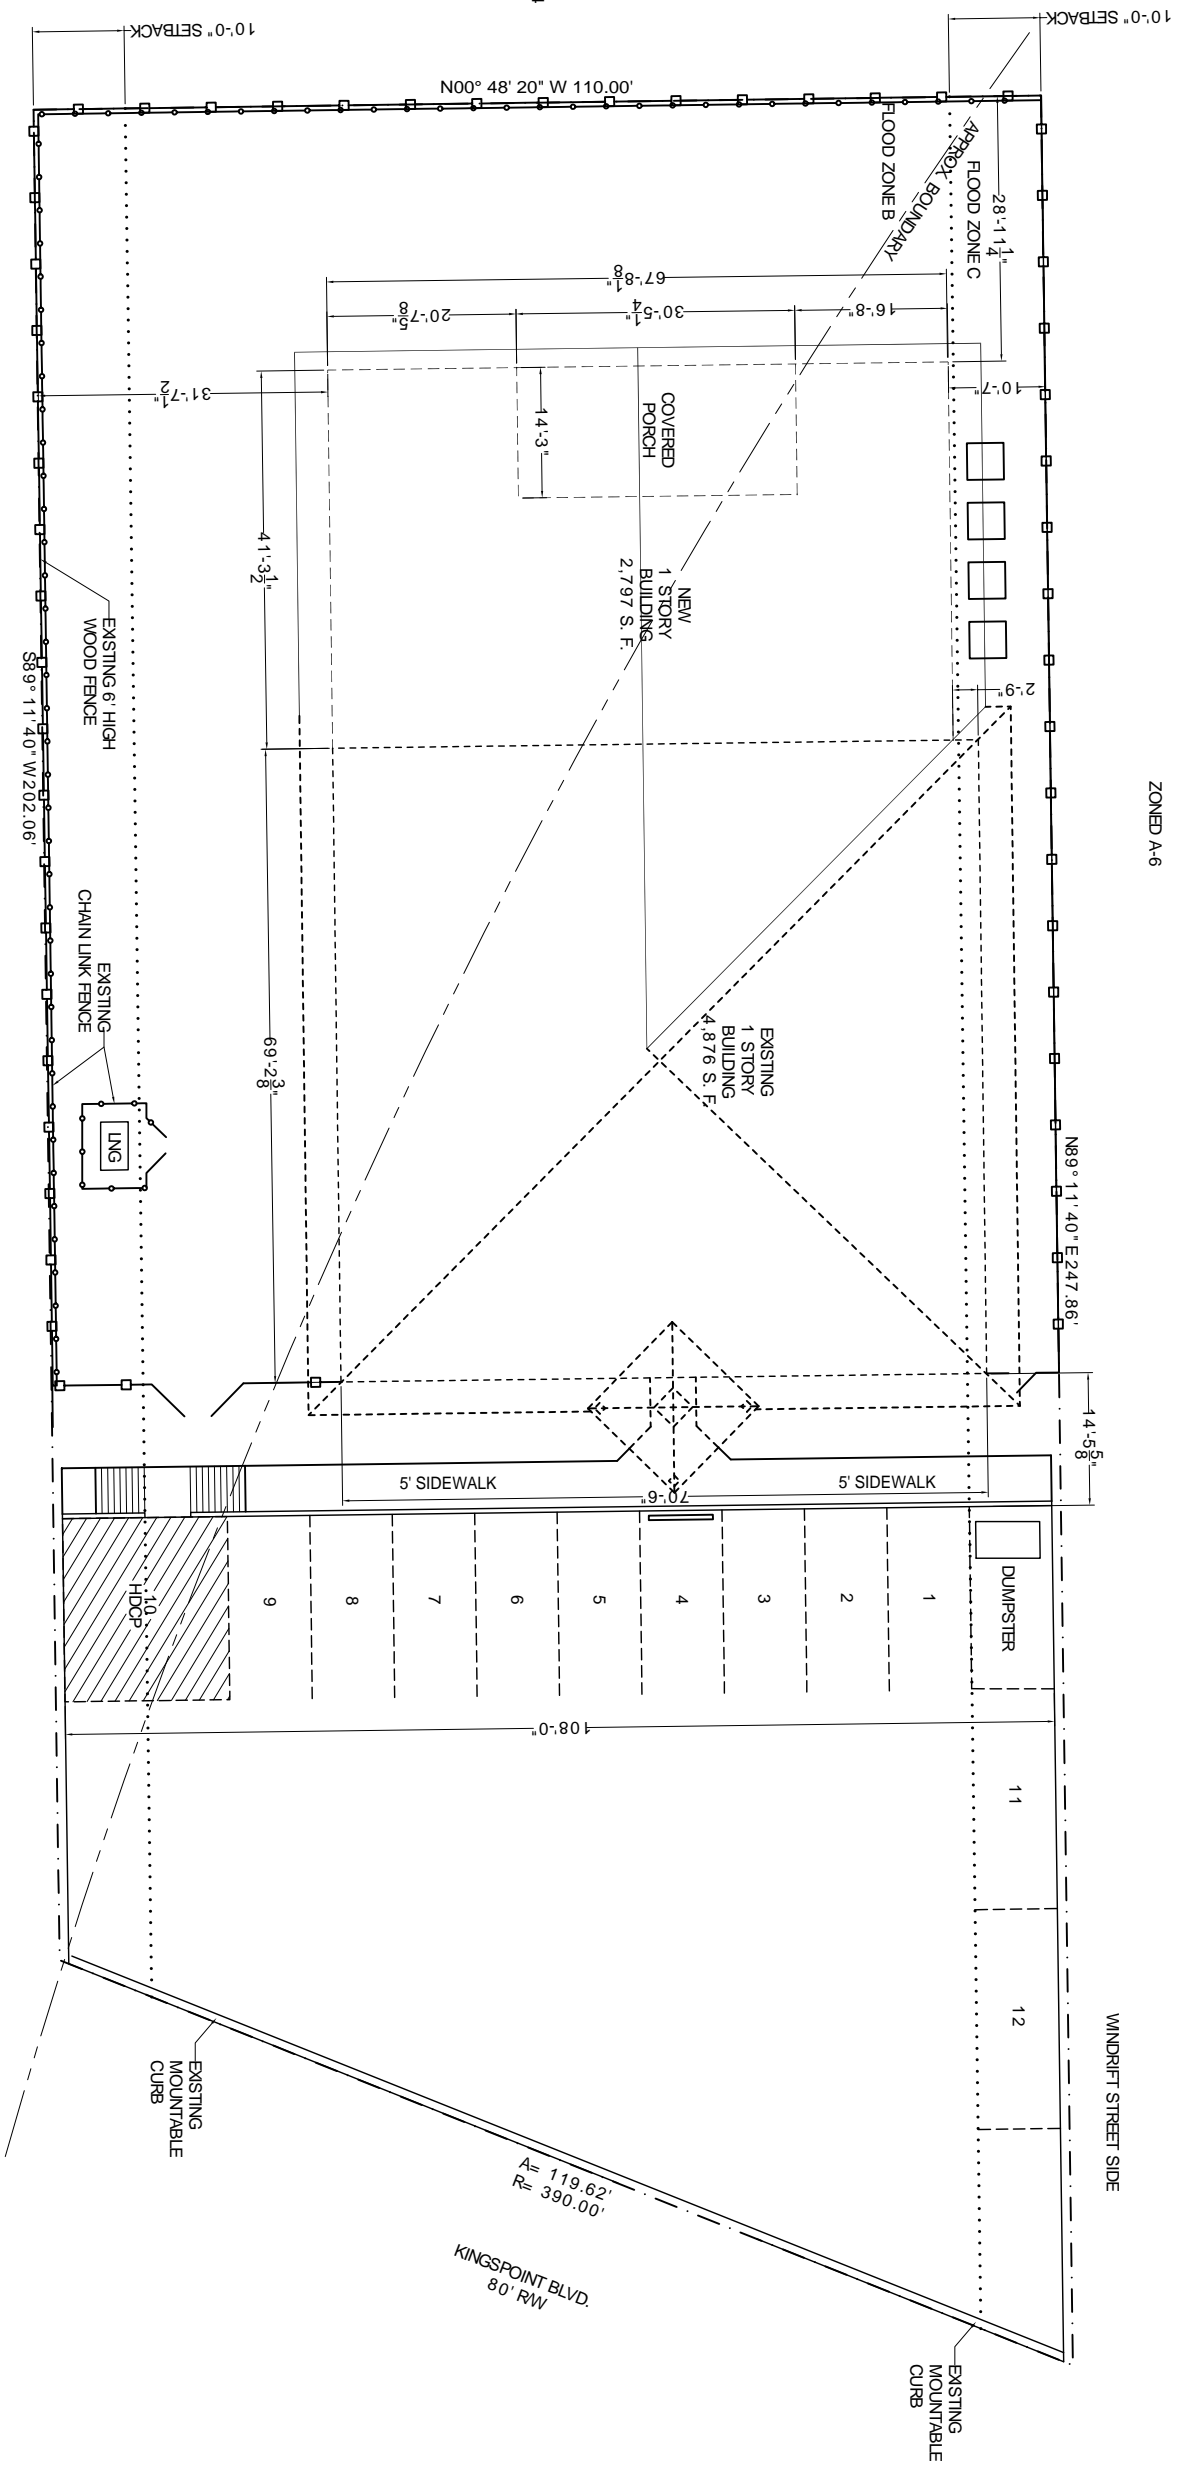 10'-0" SETBACK
10'-0" SETBACK
N00° 48' 20" W 110.00'
FLOOD ZONE B
APPROX. BOUNDARY
FLOOD ZONE C
28'-11 1/4"
67'-8 1/8"
20'-7 5/8"
30'-5 1/4"
16'-8"
31'-7 1/2"
10'-7"
14'-3"
COVERED
PORCH
41'-3 1/2"
NEW
1 STORY
BUILDING
2,797 S. F.
2'-9"
EXISTING 6' HIGH
WOOD FENCE
S89° 11' 40" W 202.06'
ZONED A-6
EXISTING
CHAIN LINK FENCE
LNG
69'-2 3/8"
EXISTING
1 STORY
BUILDING
4,876 S. F.
N89° 11' 40" E 247.86'
14'-5 5/8"
5' SIDEWALK
5' SIDEWALK
70'-6"
10
HDCP
9
8
7
6
5
4
3
2
1
DUMPSTER
108'-0"
11
12
WINDRIFT STREET SIDE
EXISTING
MOUNTABLE
CURB
A= 119.62'
R= 390.00'
KINGSPOINT BLVD.
80' R/W
EXISTING
MOUNTABLE
CURB